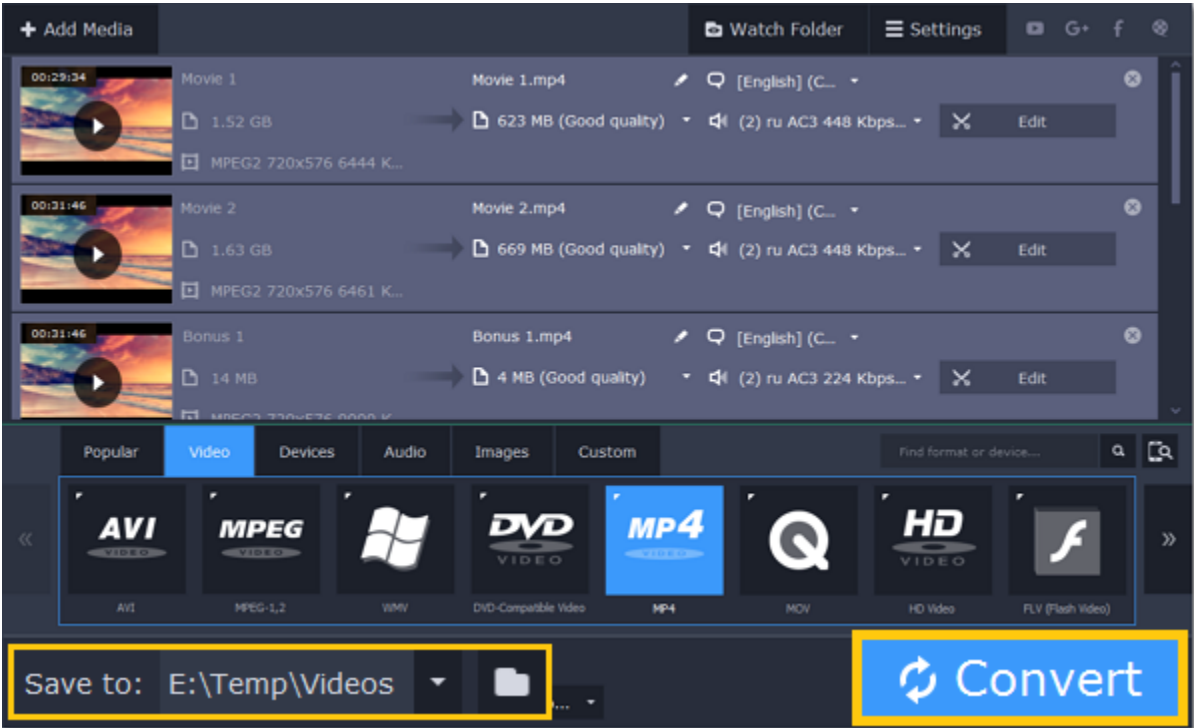 Add Media
Watch Folder
Settings
G+
f
00:29:34
Movie 1
Movie 1.mp4
[English] (C...
1.52 GB
623 MB (Good quality)
(2) ru AC3 448 Kbps...
Edit
MPEG2 720x576 6444 K...
00:31:46
Movie 2
Movie 2.mp4
[English] (C...
1.63 GB
669 MB (Good quality)
(2) ru AC3 448 Kbps...
Edit
MPEG2 720x576 6461 K...
00:31:46
Bonus 1
Bonus 1.mp4
[English] (C...
14 MB
4 MB (Good quality)
(2) ru AC3 224 Kbps...
Edit
MPEG2 720x576 9000 K...
Popular
Video
Devices
Audio
Images
Custom
Find format or device....
AVI
VIDEO
MPEG
VIDEO
DVD
VIDEO
MP4
VIDEO
HD
VIDEO
AVI
MPEG-1,2
WMV
DVD-Compatible Video
MP4
MOV
HD Video
FLV (Flash Video)
Save to:
E:\Temp\Videos
Convert